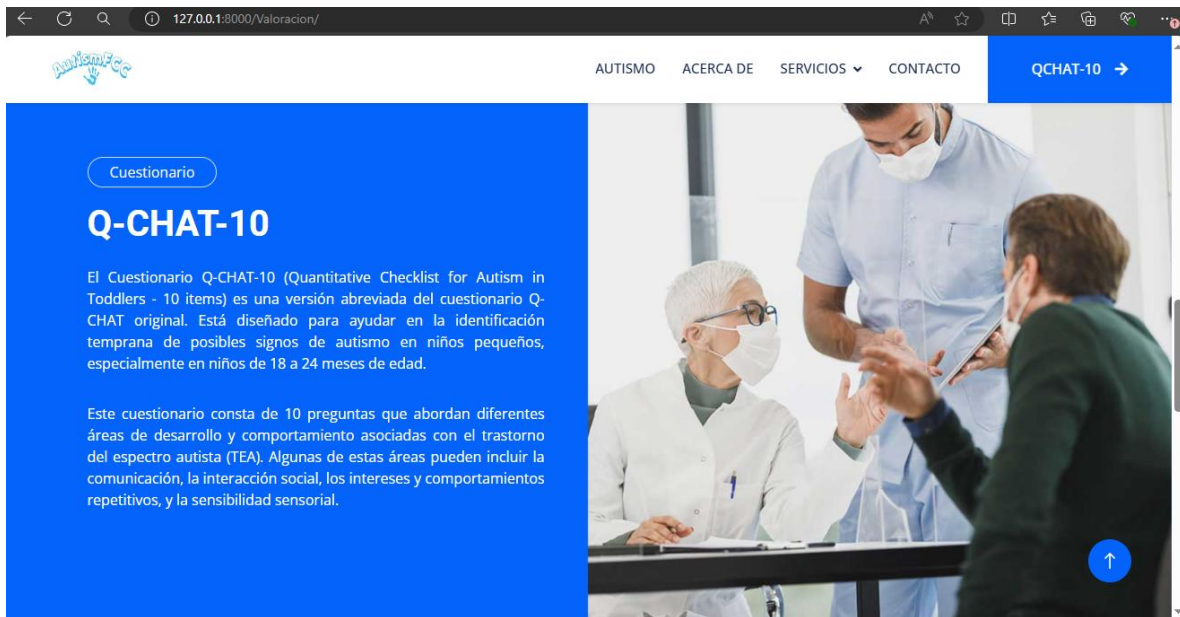 127.0.0.1:8000/Valoracion/
AutismFCC
AUTISMO ACERCA DE SERVICIOS CONTACTO QCHAT-10 →
Cuestionario
Q-CHAT-10
El Cuestionario Q-CHAT-10 (Quantitative Checklist for Autism in
Toddlers - 10 items) es una versión abreviada del cuestionario Q-
CHAT original. Está diseñado para ayudar en la identificación
temprana de posibles signos de autismo en niños pequeños,
especialmente en niños de 18 a 24 meses de edad.
Este cuestionario consta de 10 preguntas que abordan diferentes
áreas de desarrollo y comportamiento asociadas con el trastorno
del espectro autista (TEA). Algunas de estas áreas pueden incluir la
comunicación, la interacción social, los intereses y comportamientos
repetitivos, y la sensibilidad sensorial.